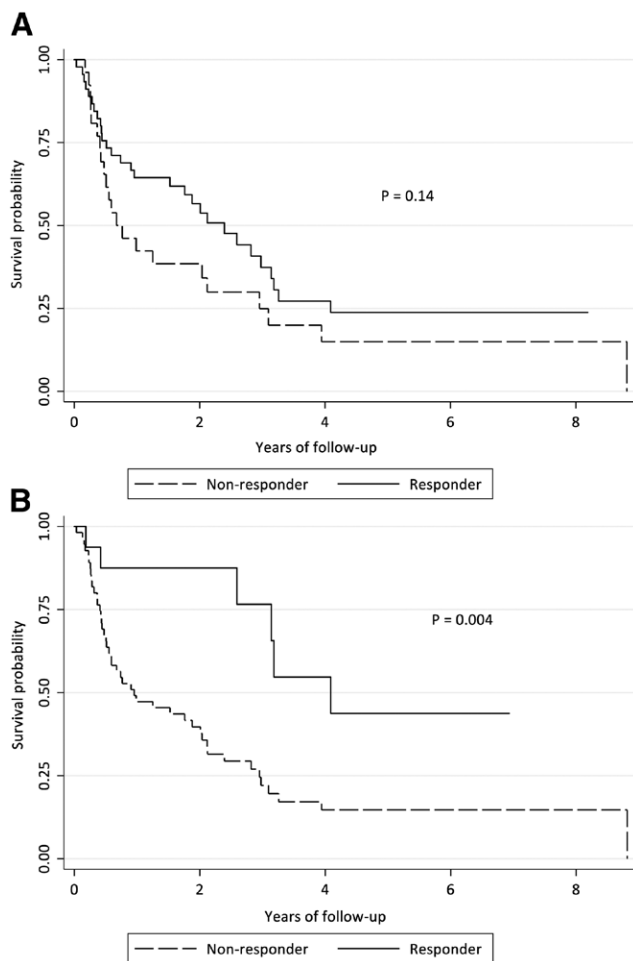 A
1.00
0.75
0.50
0.25
0.00
Survival probability
P = 0.14
0 2 4 6 8
Years of follow-up
Non-responder Responder
B
1.00
0.75
0.50
0.25
0.00
Survival probability
P = 0.004
0 2 4 6 8
Years of follow-up
Non-responder Responder